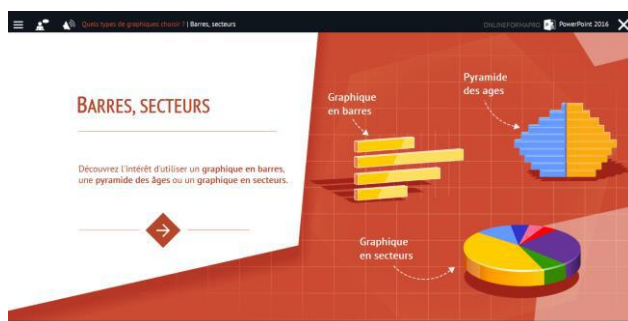 Quels types de graphiques choisir ? | Barres, secteurs
ONLINEFORMAPRO
PowerPoint 2016
BARRES, SECTEURS
Découvrez l'intérêt d'utiliser un graphique en barres,
une pyramide des âges ou un graphique en secteurs.
Graphique
en barres
Pyramide
des ages
Graphique
en secteurs